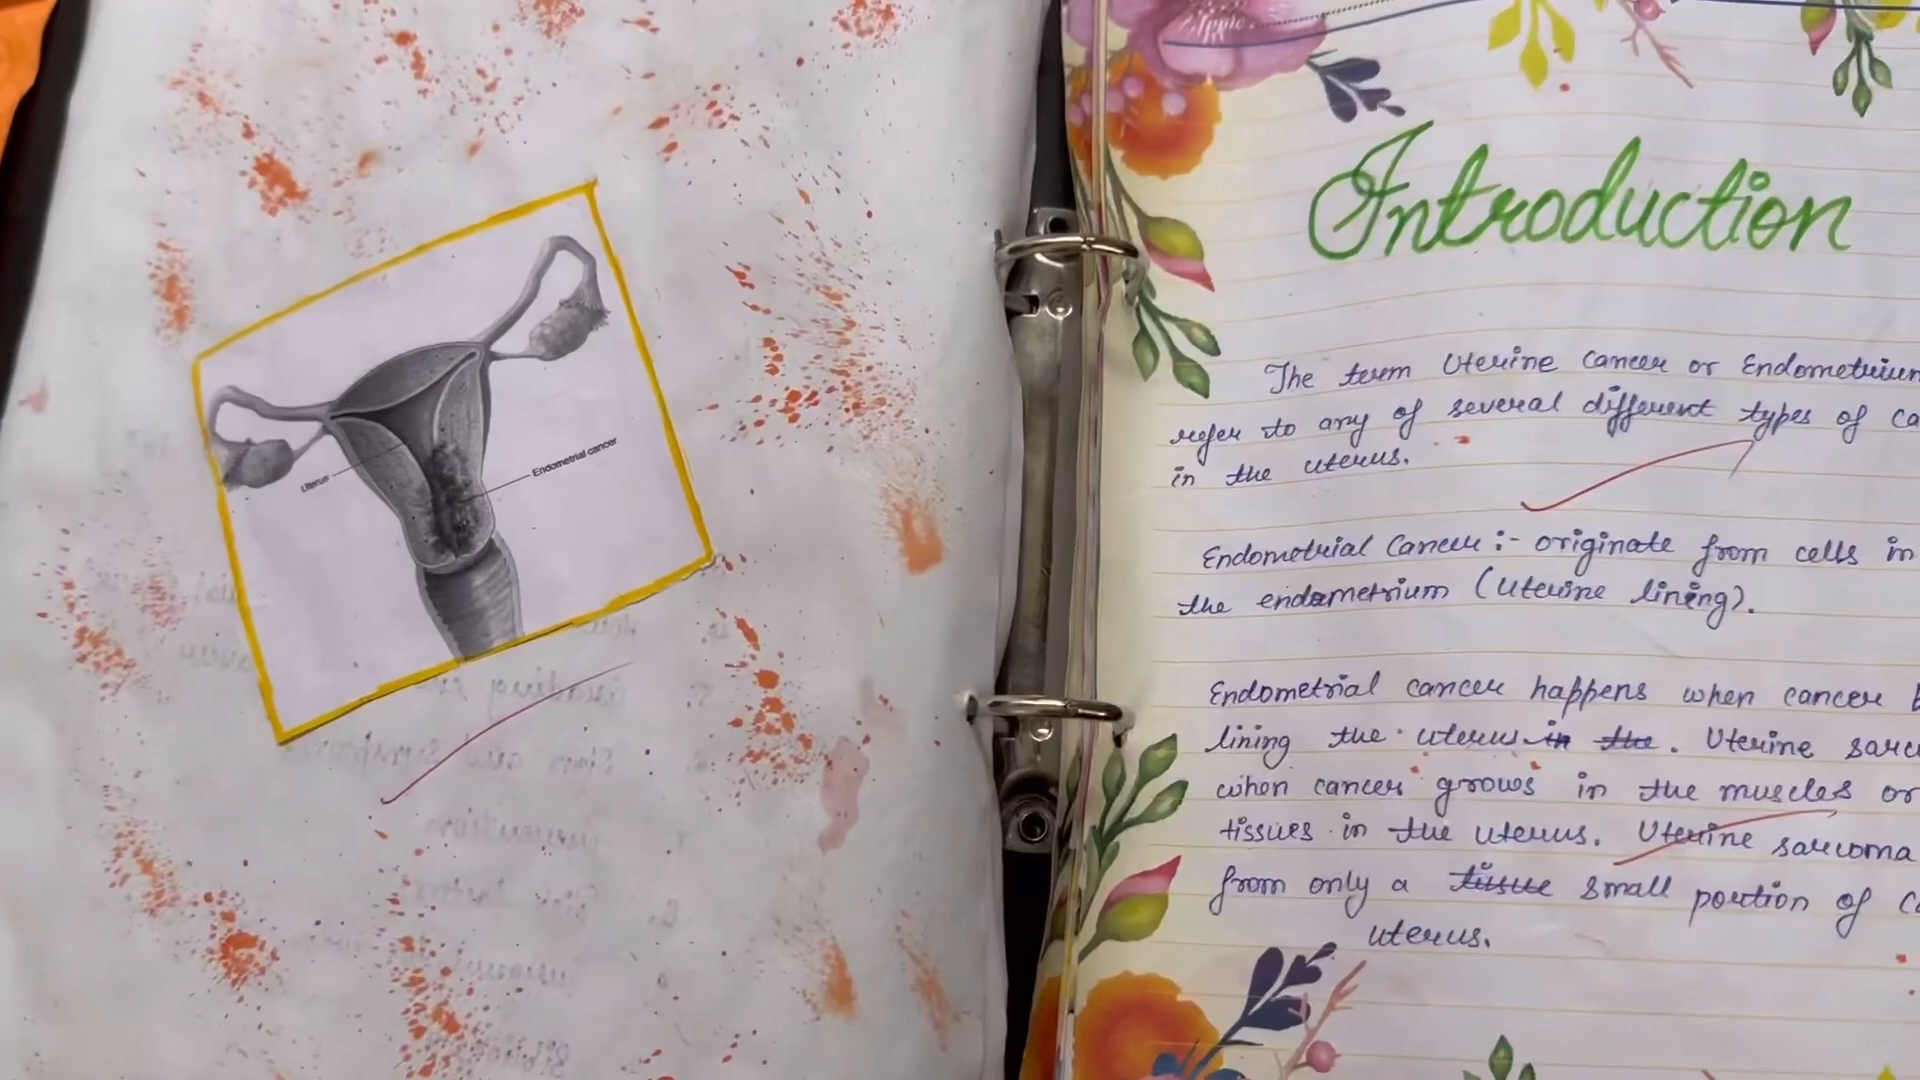 Uterus
Endometrial cancer
Apple
Introduction
The term Uterine Cancer or Endometrium
refer to any of several different types of Ca
in the uterus.
Endometrial Cancer :- originate from cells in
the endometrium (Uterine lining).
Endometrial cancer happens when cancer
lining the uterus in the. Uterine sarc
when cancer grows in the muscles or
tissues in the uterus. Uterine sarcoma
from only a tissue small portion of
uterus.